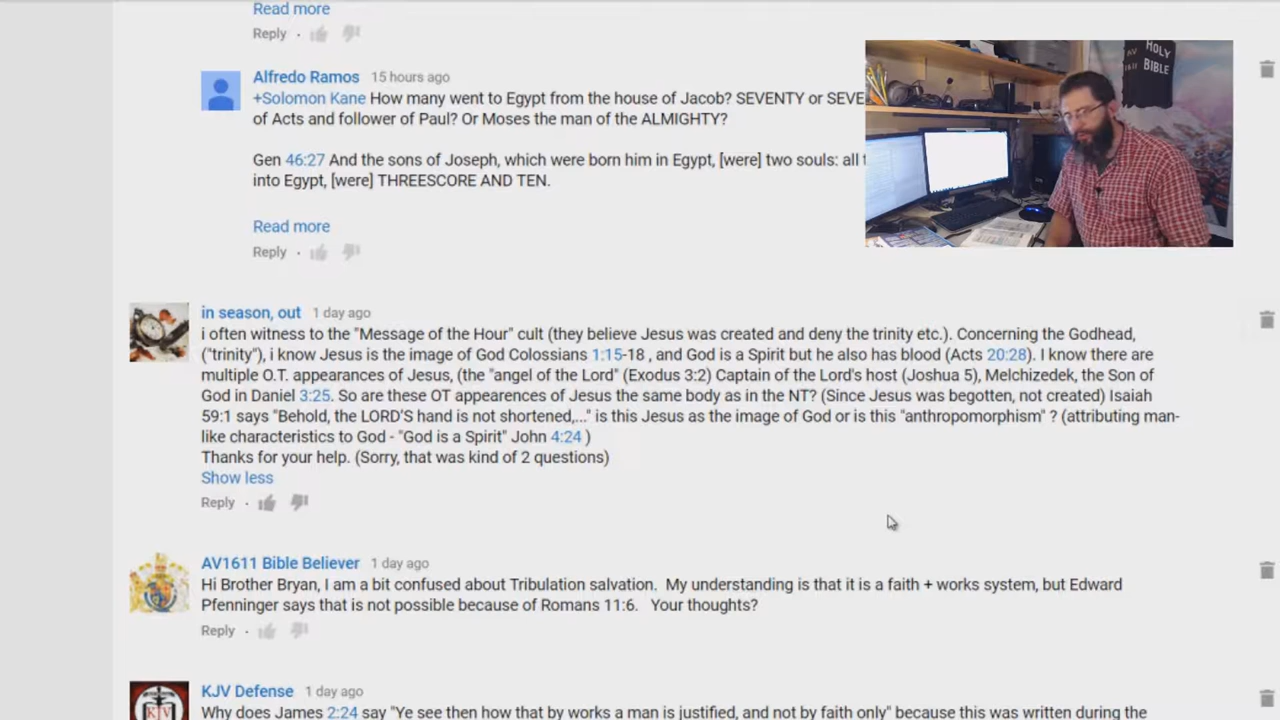 Read more
Reply ·
Alfredo Ramos 15 hours ago
+Solomon Kane How many went to Egypt from the house of Jacob? SEVENTY or SEVE
of Acts and follower of Paul? Or Moses the man of the ALMIGHTY?
Gen 46:27 And the sons of Joseph, which were born him in Egypt, [were] two souls: all
into Egypt, [were] THREESCORE AND TEN.
Read more
Reply ·
HOLY
BIBLE
AV
in season, out 1 day ago
i often witness to the "Message of the Hour" cult (they believe Jesus was created and deny the trinity etc.). Concerning the Godhead,
("trinity"), i know Jesus is the image of God Colossians 1:15-18 , and God is a Spirit but he also has blood (Acts 20:28). I know there are
multiple O.T. appearances of Jesus, (the "angel of the Lord" (Exodus 3:2) Captain of the Lord's host (Joshua 5), Melchizedek, the Son of
God in Daniel 3:25. So are these OT appearences of Jesus the same body as in the NT? (Since Jesus was begotten, not created) Isaiah
59:1 says "Behold, the LORD'S hand is not shortened,..." is this Jesus as the image of God or is this "anthropomorphism" ? (attributing man-
like characteristics to God - "God is a Spirit" John 4:24 )
Thanks for your help. (Sorry, that was kind of 2 questions)
Show less
Reply ·
AV1611 Bible Believer 1 day ago
Hi Brother Bryan, I am a bit confused about Tribulation salvation. My understanding is that it is a faith + works system, but Edward
Pfenninger says that is not possible because of Romans 11:6. Your thoughts?
Reply ·
KJV Defense 1 day ago
Why does James 2:24 say "Ye see then how that by works a man is justified, and not by faith only" because this was written during the